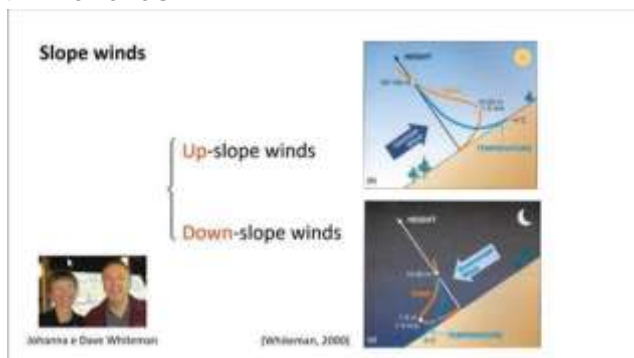 Slope winds
Up-slope winds
Down-slope winds
HEIGHT
TEMPERATURE
HEIGHT
TEMPERATURE
Johanna e Dave Whiteman
[Whiteman, 2000]